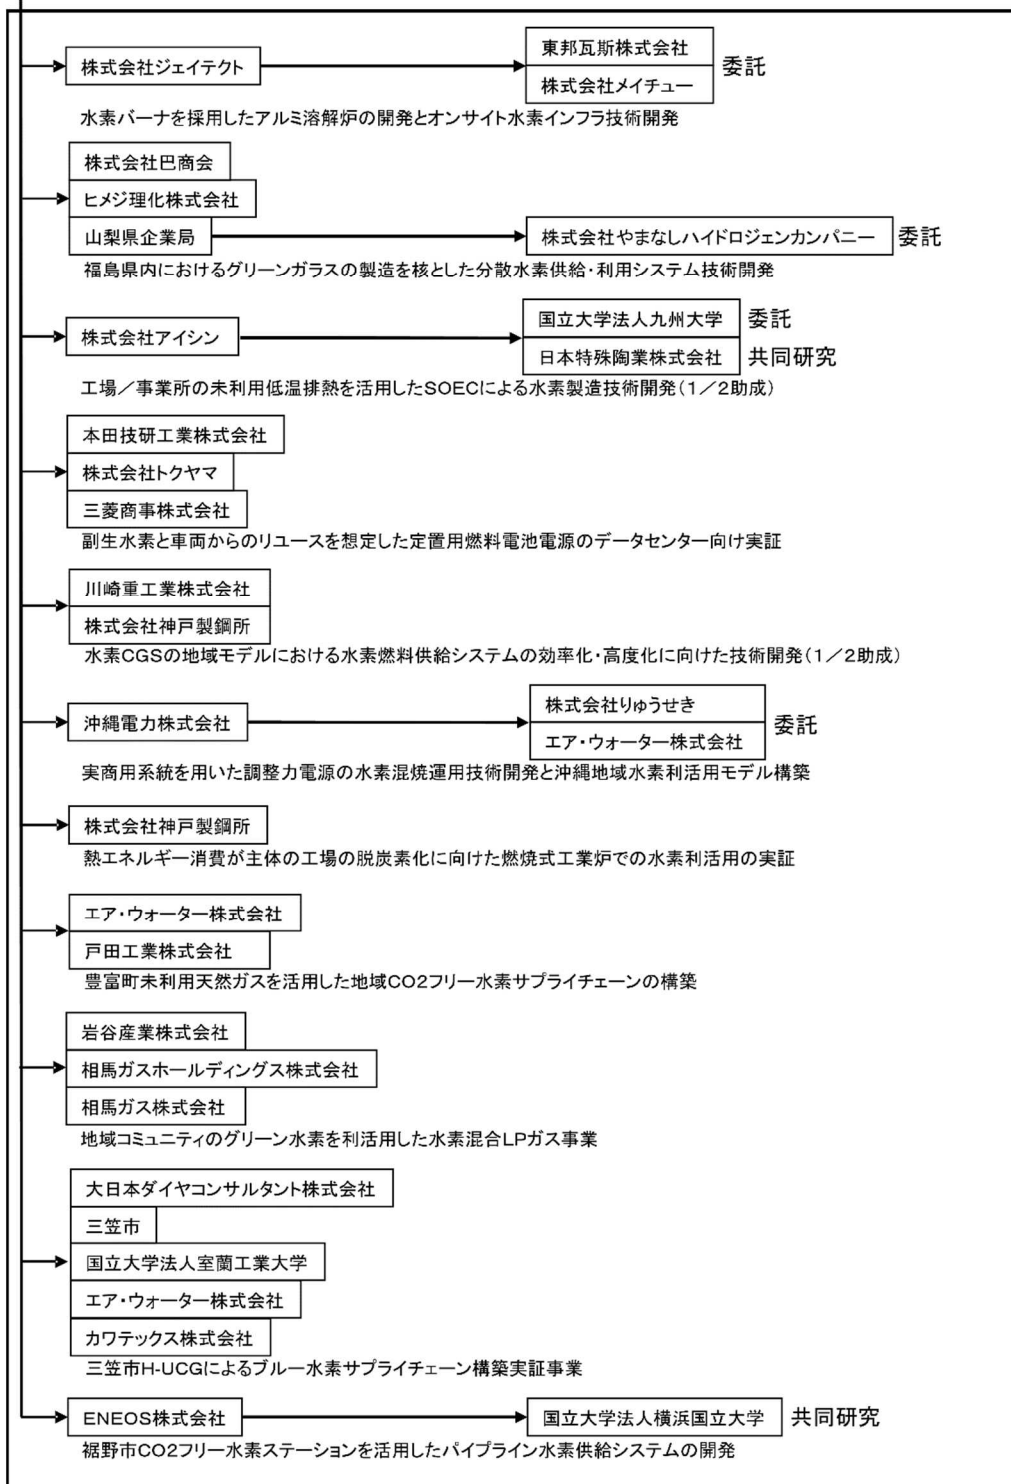 東邦瓦斯株式会社
株式会社ジェイテクト
委託
株式会社メイチュー
水素バーナを採用したアルミ溶解炉の開発とオンサイト水素インフラ技術開発
株式会社巴商会
ヒメジ理化株式会社
山梨県企業局
株式会社やまなしハイドロジェンカンパニー
委託
福島県内におけるグリーンガラスの製造を核とした分散水素供給・利用システム技術開発
国立大学法人九州大学
委託
株式会社アイシン
日本特殊陶業株式会社
共同研究
工場/事業所の未利用低温排熱を活用したSOECによる水素製造技術開発(1/2助成)
本田技研工業株式会社
株式会社トクヤマ
三菱商事株式会社
副生水素と車両からのリユースを想定した定置用燃料電池電源のデータセンター向け実証
川崎重工業株式会社
株式会社神戸製鋼所
水素CGSの地域モデルにおける水素燃料供給システムの効率化・高度化に向けた技術開発(1/2助成)
株式会社りゅうせき
沖縄電力株式会社
委託
エア・ウォーター株式会社
実商用系統を用いた調整力電源の水素混焼運用技術開発と沖縄地域水素利活用モデル構築
株式会社神戸製鋼所
熱エネルギー消費が主体の工場の脱炭素化に向けた燃焼式工業炉での水素利活用の実証
エア・ウォーター株式会社
戸田工業株式会社
豊富町未利用天然ガスを活用した地域CO2フリー水素サプライチェーンの構築
岩谷産業株式会社
相馬ガスホールディングス株式会社
相馬ガス株式会社
地域コミュニティのグリーン水素を利活用した水素混合LPガス事業
大日本ダイヤコンサルタント株式会社
三笠市
国立大学法人室蘭工業大学
エア・ウォーター株式会社
カワテックス株式会社
三笠市H-UCGによるブルー水素サプライチェーン構築実証事業
ENEOS株式会社
国立大学法人横浜国立大学
共同研究
裾野市CO2フリー水素ステーションを活用したパイプライン水素供給システムの開発